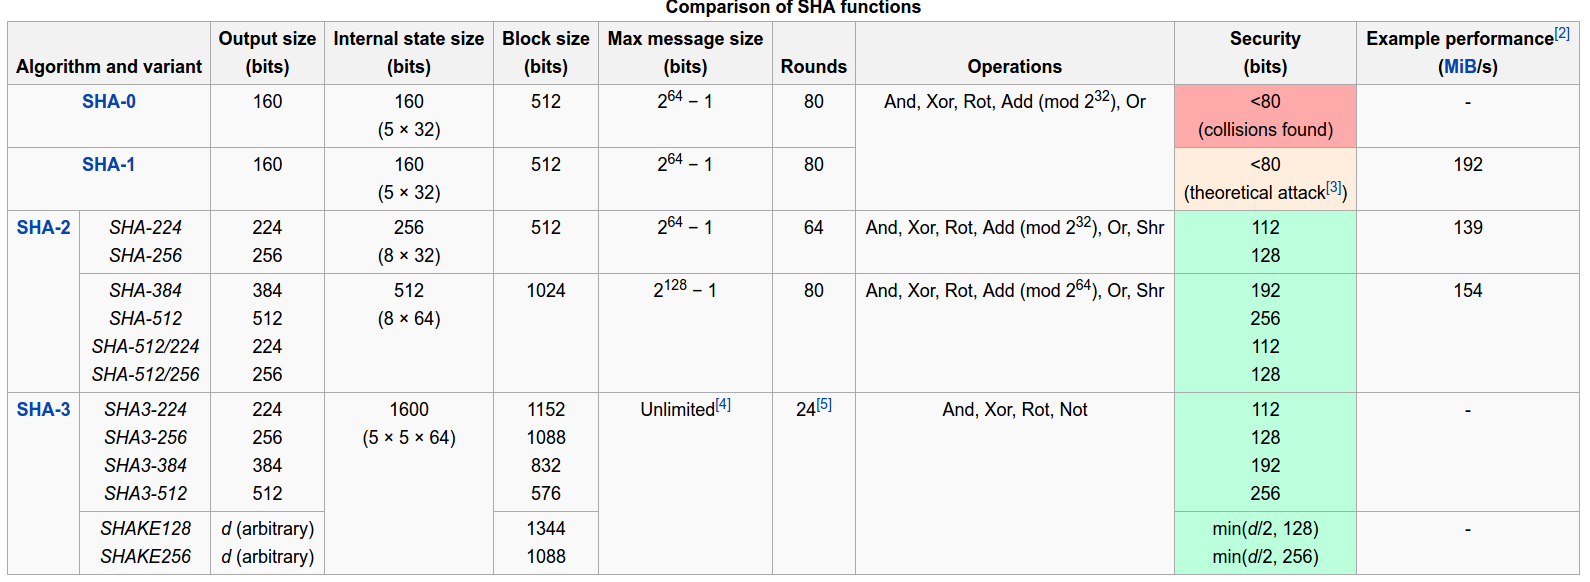 Comparison of SHA functions
Algorithm and variant Output size (bits) Internal state size (bits) Block size (bits) Max message size (bits) Rounds Operations Security (bits) Example performance[2] (MiB/s)
SHA-0 160 160 512 2^64 − 1 80 And, Xor, Rot, Add (mod 2^32), Or <80 -
(5 × 32) (collisions found)
SHA-1 160 160 512 2^64 − 1 80 <80 192
(5 × 32) (theoretical attack[3])
SHA-2 SHA-224 224 256 512 2^64 − 1 64 And, Xor, Rot, Add (mod 2^32), Or, Shr 112 139
SHA-256 256 (8 × 32) 128
SHA-384 384 512 1024 2^128 − 1 80 And, Xor, Rot, Add (mod 2^64), Or, Shr 192 154
SHA-512 512 (8 × 64) 256
SHA-512/224 224 112
SHA-512/256 256 128
SHA-3 SHA3-224 224 1600 1152 Unlimited[4] 24[5] And, Xor, Rot, Not 112 -
SHA3-256 256 (5 × 5 × 64) 1088 128
SHA3-384 384 832 192
SHA3-512 512 576 256
SHAKE128 d (arbitrary) 1344 min(d/2, 128) -
SHAKE256 d (arbitrary) 1088 min(d/2, 256)